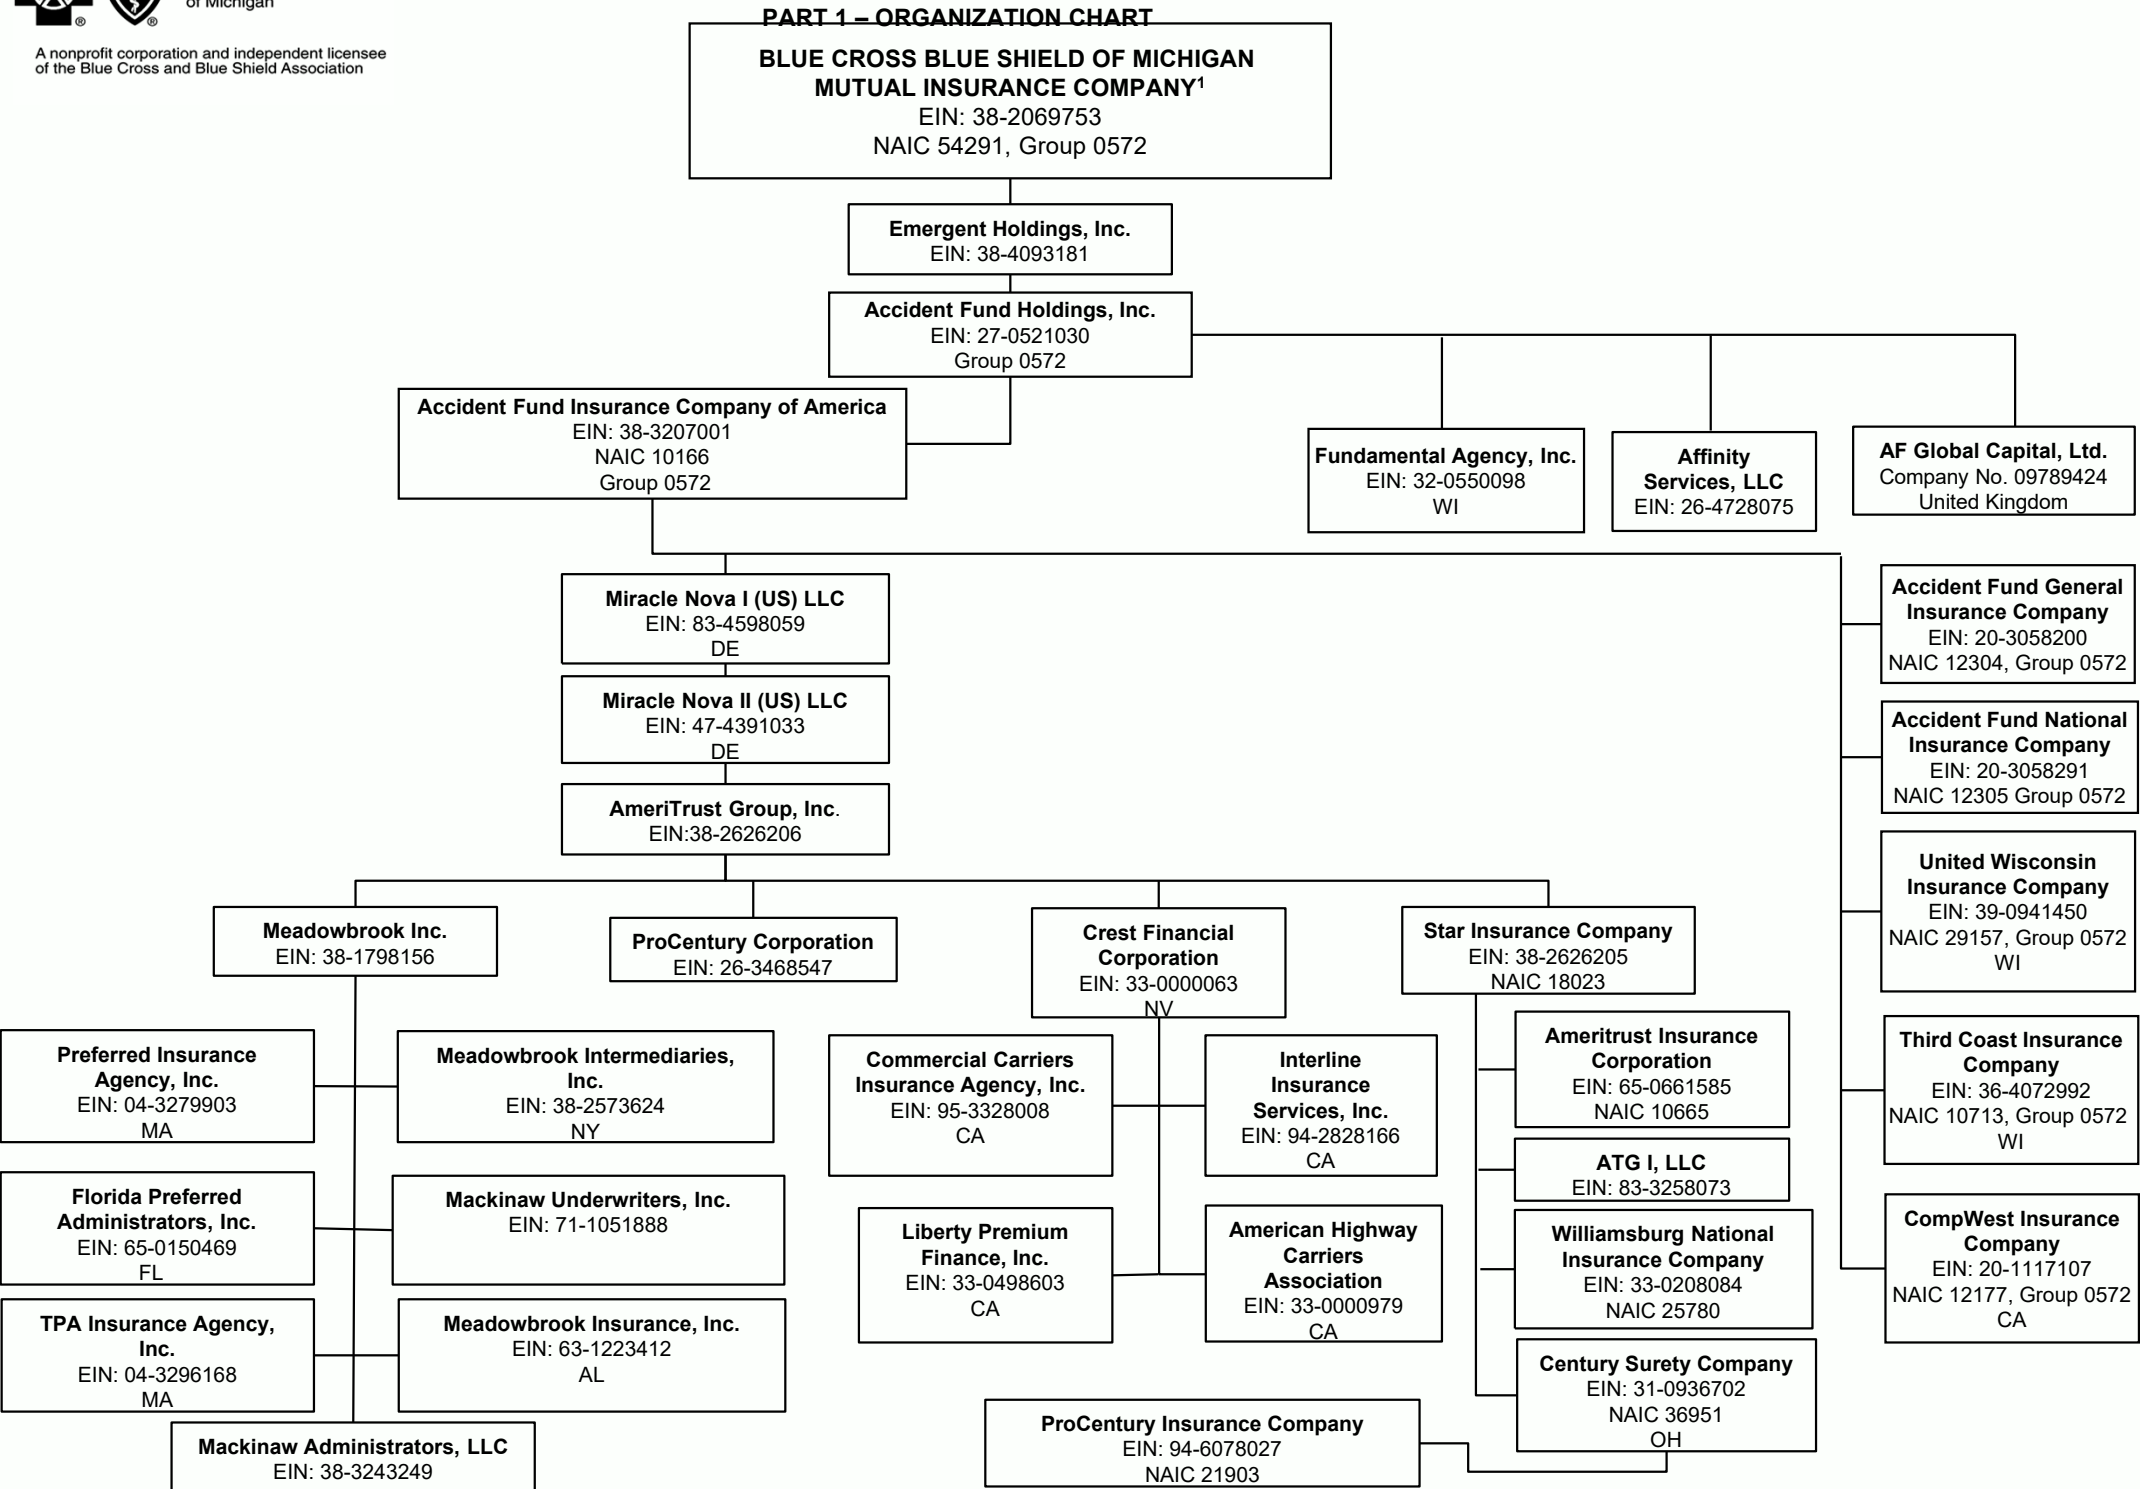 of Michigan
A nonprofit corporation and independent licensee
of the Blue Cross and Blue Shield Association
PART 1 – ORGANIZATION CHART
BLUE CROSS BLUE SHIELD OF MICHIGAN
MUTUAL INSURANCE COMPANY¹
EIN: 38-2069753
NAIC 54291, Group 0572
Emergent Holdings, Inc.
EIN: 38-4093181
Accident Fund Holdings, Inc.
EIN: 27-0521030
Group 0572
Accident Fund Insurance Company of America
EIN: 38-3207001
NAIC 10166
Group 0572
Fundamental Agency, Inc.
EIN: 32-0550098
WI
Affinity
Services, LLC
EIN: 26-4728075
AF Global Capital, Ltd.
Company No. 09789424
United Kingdom
Miracle Nova I (US) LLC
EIN: 83-4598059
DE
Miracle Nova II (US) LLC
EIN: 47-4391033
DE
AmeriTrust Group, Inc.
EIN:38-2626206
Accident Fund General
Insurance Company
EIN: 20-3058200
NAIC 12304, Group 0572
Accident Fund National
Insurance Company
EIN: 20-3058291
NAIC 12305 Group 0572
United Wisconsin
Insurance Company
EIN: 39-0941450
NAIC 29157, Group 0572
WI
Third Coast Insurance
Company
EIN: 36-4072992
NAIC 10713, Group 0572
WI
CompWest Insurance
Company
EIN: 20-1117107
NAIC 12177, Group 0572
CA
Meadowbrook Inc.
EIN: 38-1798156
ProCentury Corporation
EIN: 26-3468547
Crest Financial
Corporation
EIN: 33-0000063
NV
Star Insurance Company
EIN: 38-2626205
NAIC 18023
Preferred Insurance
Agency, Inc.
EIN: 04-3279903
MA
Meadowbrook Intermediaries,
Inc.
EIN: 38-2573624
NY
Florida Preferred
Administrators, Inc.
EIN: 65-0150469
FL
Mackinaw Underwriters, Inc.
EIN: 71-1051888
TPA Insurance Agency,
Inc.
EIN: 04-3296168
MA
Meadowbrook Insurance, Inc.
EIN: 63-1223412
AL
Mackinaw Administrators, LLC
EIN: 38-3243249
Commercial Carriers
Insurance Agency, Inc.
EIN: 95-3328008
CA
Interline
Insurance
Services, Inc.
EIN: 94-2828166
CA
Liberty Premium
Finance, Inc.
EIN: 33-0498603
CA
American Highway
Carriers
Association
EIN: 33-0000979
CA
Ameritrust Insurance
Corporation
EIN: 65-0661585
NAIC 10665
ATG I, LLC
EIN: 83-3258073
Williamsburg National
Insurance Company
EIN: 33-0208084
NAIC 25780
Century Surety Company
EIN: 31-0936702
NAIC 36951
OH
ProCentury Insurance Company
EIN: 94-6078027
NAIC 21903